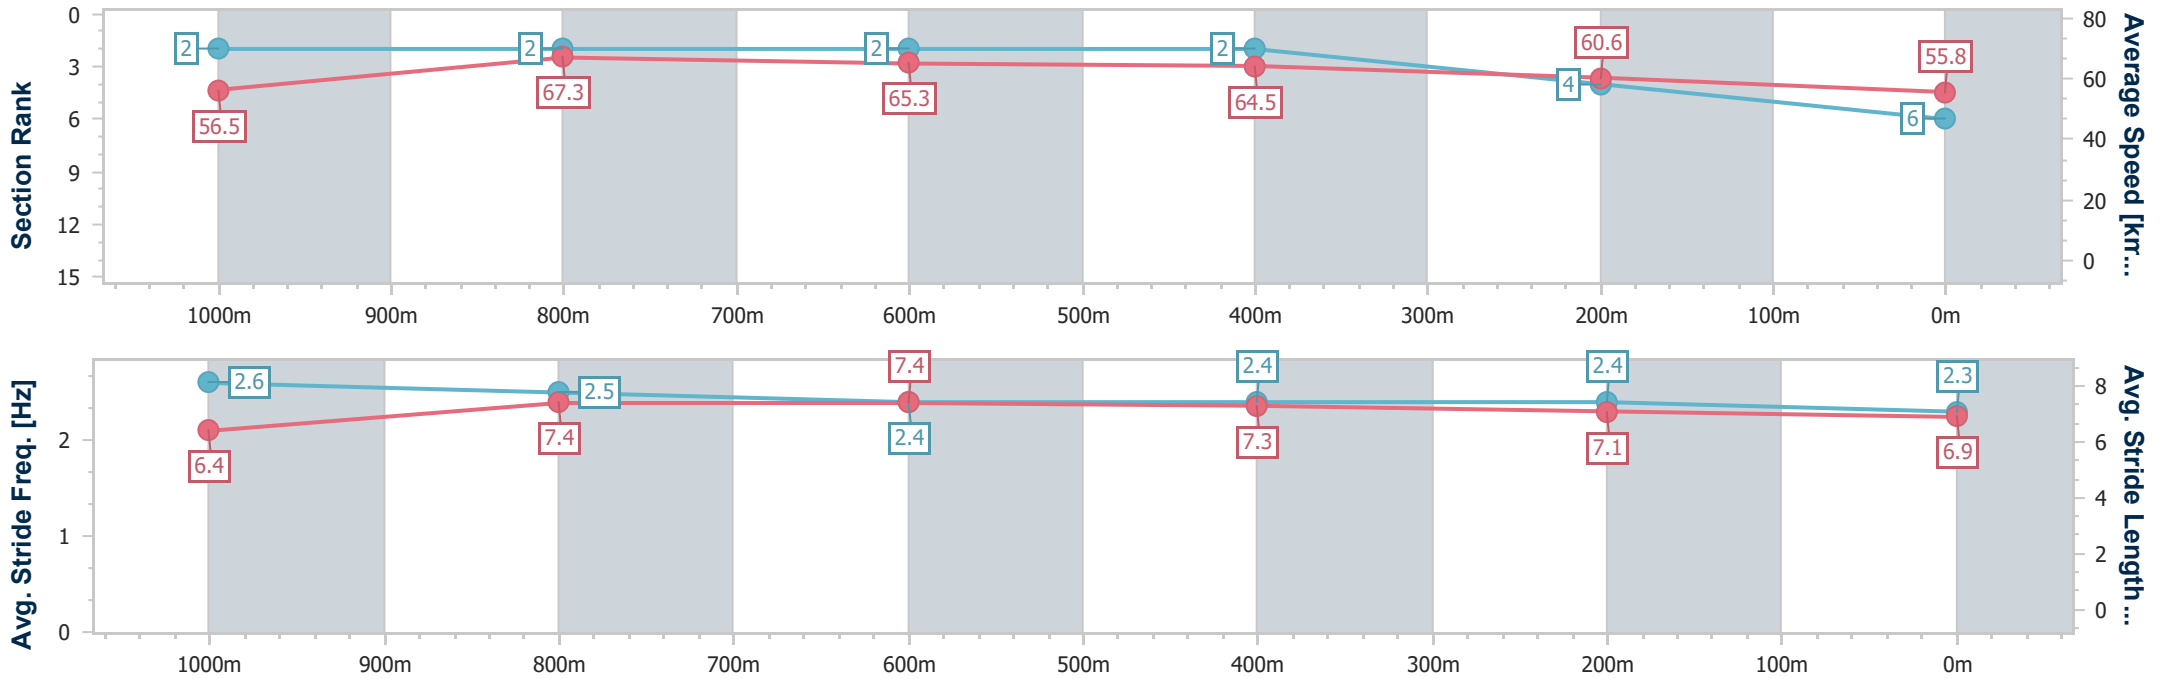 Section Rank
0
3
6
9
12
15
2
2
2
2
4
6
56.5
67.3
65.3
64.5
60.6
55.8
80
60
40
20
0
Average Speed [km...
1000m
900m
800m
700m
600m
500m
400m
300m
200m
100m
0m
Avg. Stride Freq. [Hz]
2
1
0
2.6
2.5
2.4
2.4
2.4
2.3
6.4
7.4
7.4
7.3
7.1
6.9
8
6
4
2
0
Avg. Stride Length...
1000m
900m
800m
700m
600m
500m
400m
300m
200m
100m
0m